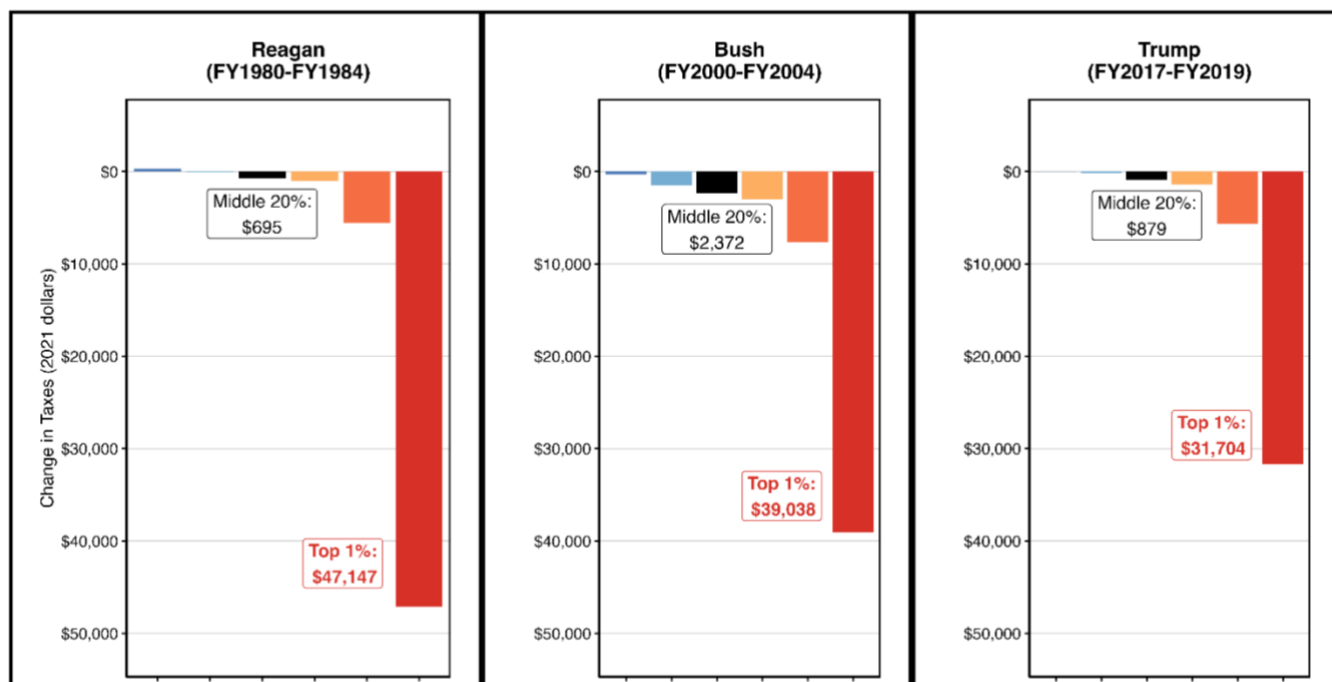 Reagan
(FY1980-FY1984)
$0
$10,000
$20,000
$30,000
$40,000
$50,000
Change in Taxes (2021 dollars)
Middle 20%:
$695
Top 1%:
$47,147
Bush
(FY2000-FY2004)
$0
$10,000
$20,000
$30,000
$40,000
$50,000
Middle 20%:
$2,372
Top 1%:
$39,038
Trump
(FY2017-FY2019)
$0
$10,000
$20,000
$30,000
$40,000
$50,000
Middle 20%:
$879
Top 1%:
$31,704